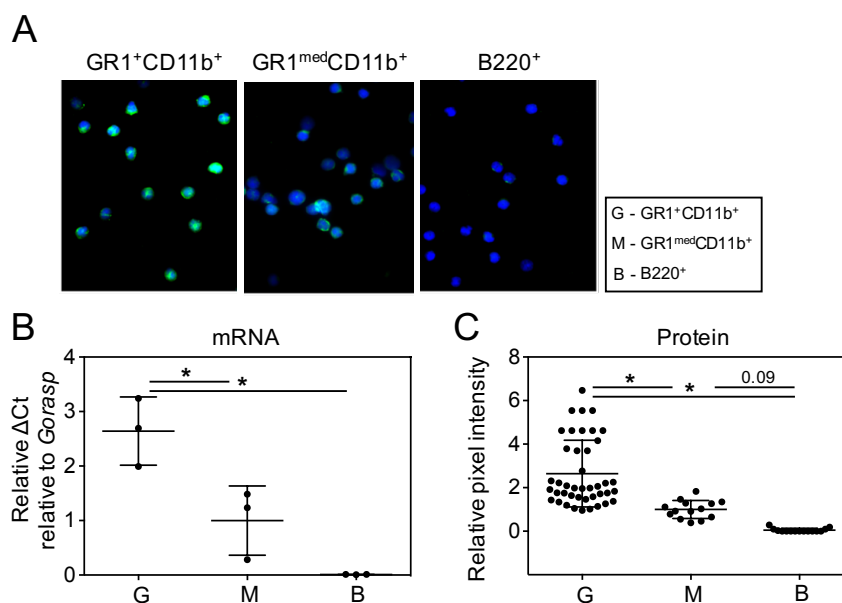 A
GR1⁺CD11b⁺ GR1ᵐᵉᵈCD11b⁺ B220⁺
G - GR1⁺CD11b⁺
M - GR1ᵐᵉᵈCD11b⁺
B - B220⁺
B
mRNA
Relative ΔCt
relative to Gorasp
4
3
2
1
0
*
*
G M B
C
Protein
Relative pixel intensity
8
6
4
2
0
* * 0.09
G M B